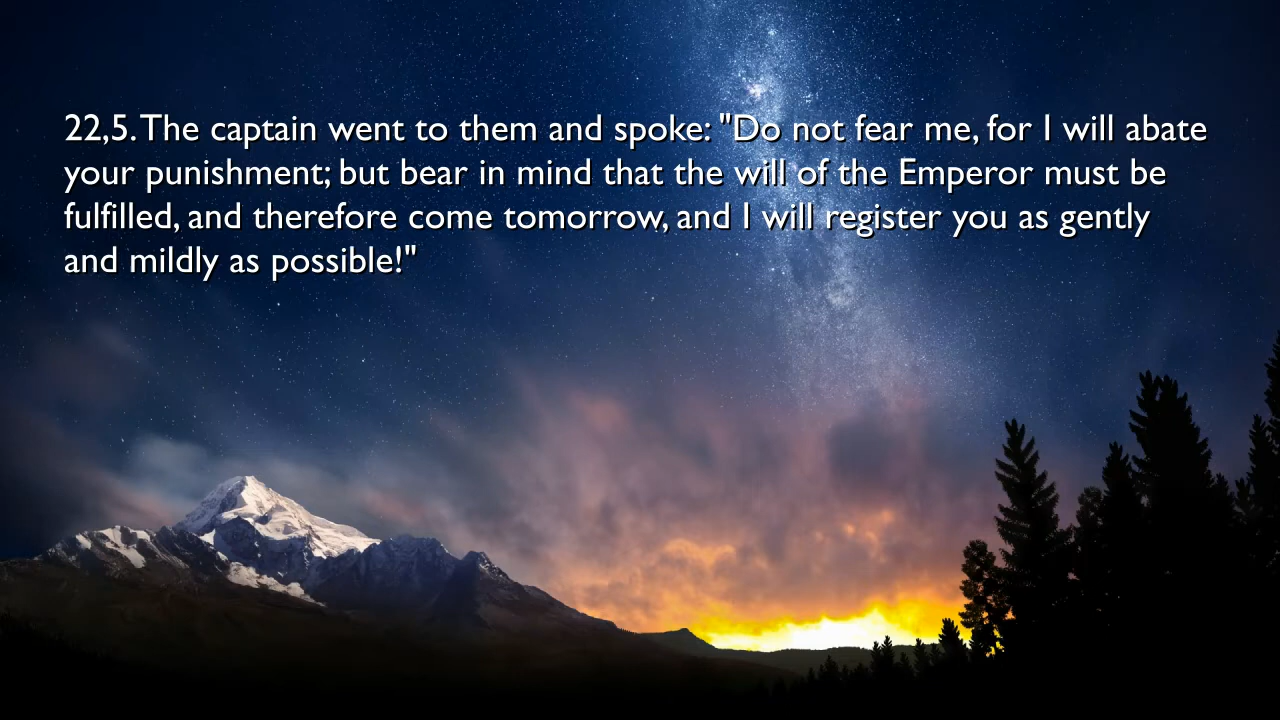 22,5. The captain went to them and spoke: "Do not fear me, for I will abate
your punishment; but bear in mind that the will of the Emperor must be
fulfilled, and therefore come tomorrow, and I will register you as gently
and mildly as possible!"